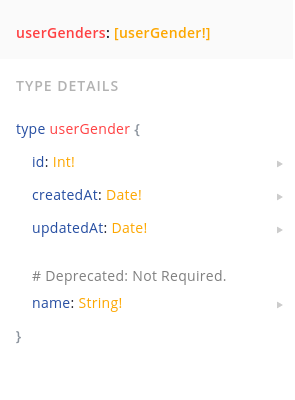 userGenders: [userGender!]
TYPE DETAILS
type userGender {
id: Int!
createdAt: Date!
updatedAt: Date!
# Deprecated: Not Required.
name: String!
}